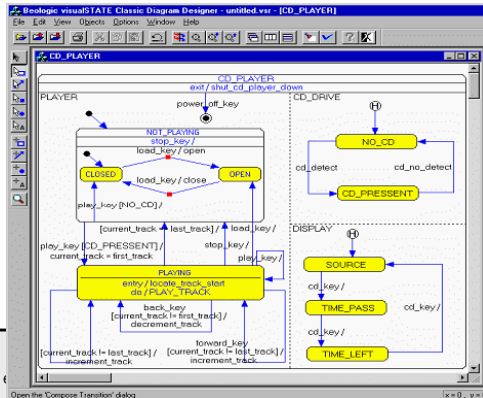 Beologic visualSTATE Classic Diagram Designer - untitled.vsr - [CD_PLAYER]
File Edit View Objects Options Window Help
CD_PLAYER
CD_PLAYER
exit / shut_cd_player_down
PLAYER
power_off_key
NOT_PLAYING
stop_key /
load_key / open
CLOSED
OPEN
load_key / close
play_key [NO_CD] /
[current_track = last_track] /
load_key /
stop_key /
play_key /
play_key [CD_PRESSENT] /
current_track = first_track
PLAYING
entry / locate_track_start
do / PLAY_TRACK
back_key
[current_track != first_track] /
decrement_track
[current_track != last_track] /
increment_track
forward_key
[current_track != last_track] /
increment_track
CD_DRIVE
H
NO_CD
cd_detect
cd_no_detect
CD_PRESSENT
DISPLAY
H
SOURCE
cd_key /
TIME_PASS
cd_key /
cd_key /
TIME_LEFT
e
Open the 'Compose Transition' dialog
x = 0 , y =